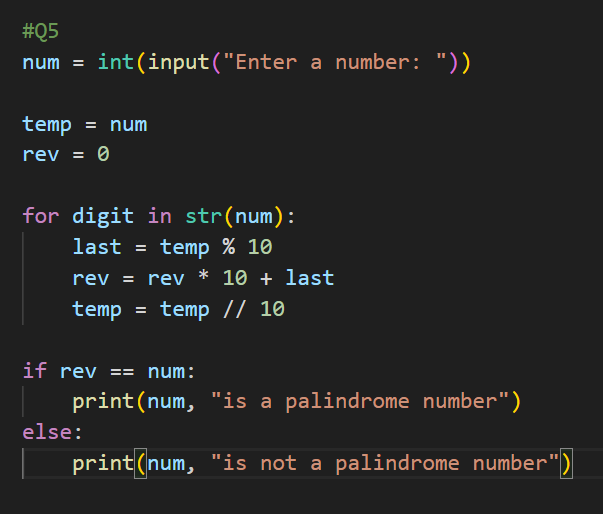 #Q5
num = int(input("Enter a number: "))
temp = num
rev = 0
for digit in str(num):
    last = temp % 10
    rev = rev * 10 + last
    temp = temp // 10
if rev == num:
    print(num, "is a palindrome number")
else:
    print(num, "is not a palindrome number")